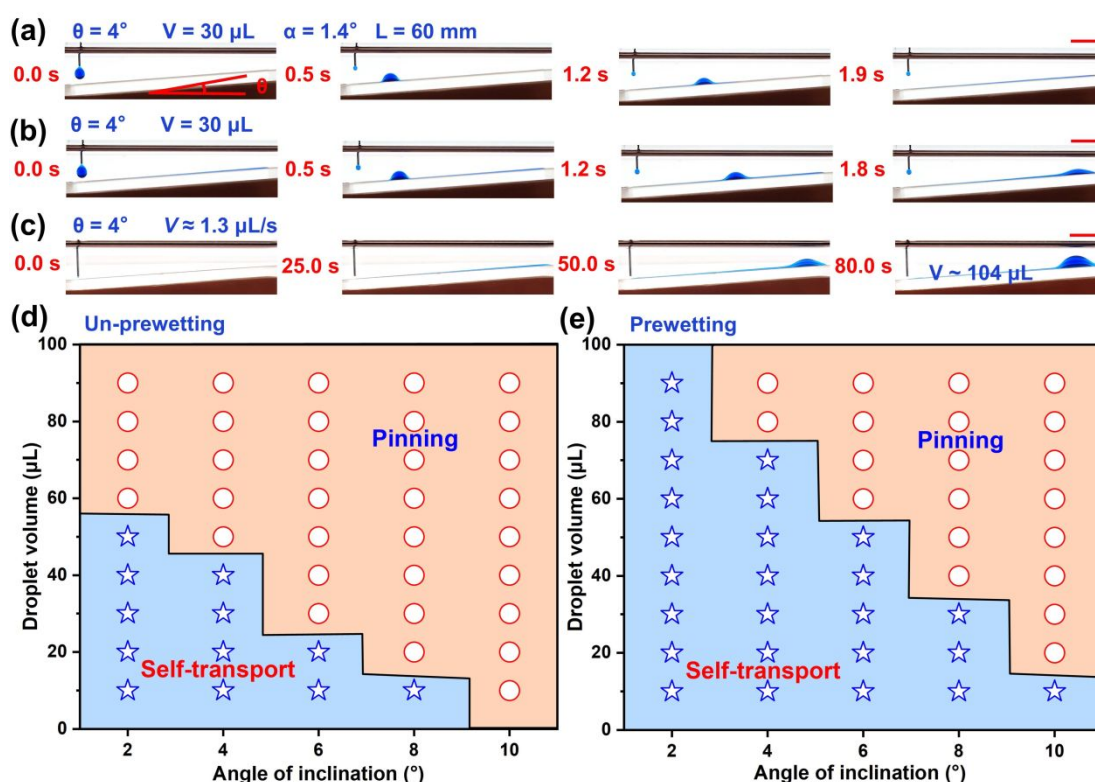 (a) θ = 4° V = 30 μL α = 1.4° L = 60 mm
0.0 s 0.5 s 1.2 s 1.9 s
θ
(b) θ = 4° V = 30 μL
0.0 s 0.5 s 1.2 s 1.8 s
(c) θ = 4° V ≈ 1.3 μL/s
0.0 s 25.0 s 50.0 s 80.0 s
V ~ 104 μL
(d) Un-prewetting
100
80
60
40
20
0
Droplet volume (μL)
Pinning
Self-transport
2 4 6 8 10
Angle of inclination (°)
(e) Prewetting
100
80
60
40
20
0
Droplet volume (μL)
Pinning
Self-transport
2 4 6 8 10
Angle of inclination (°)